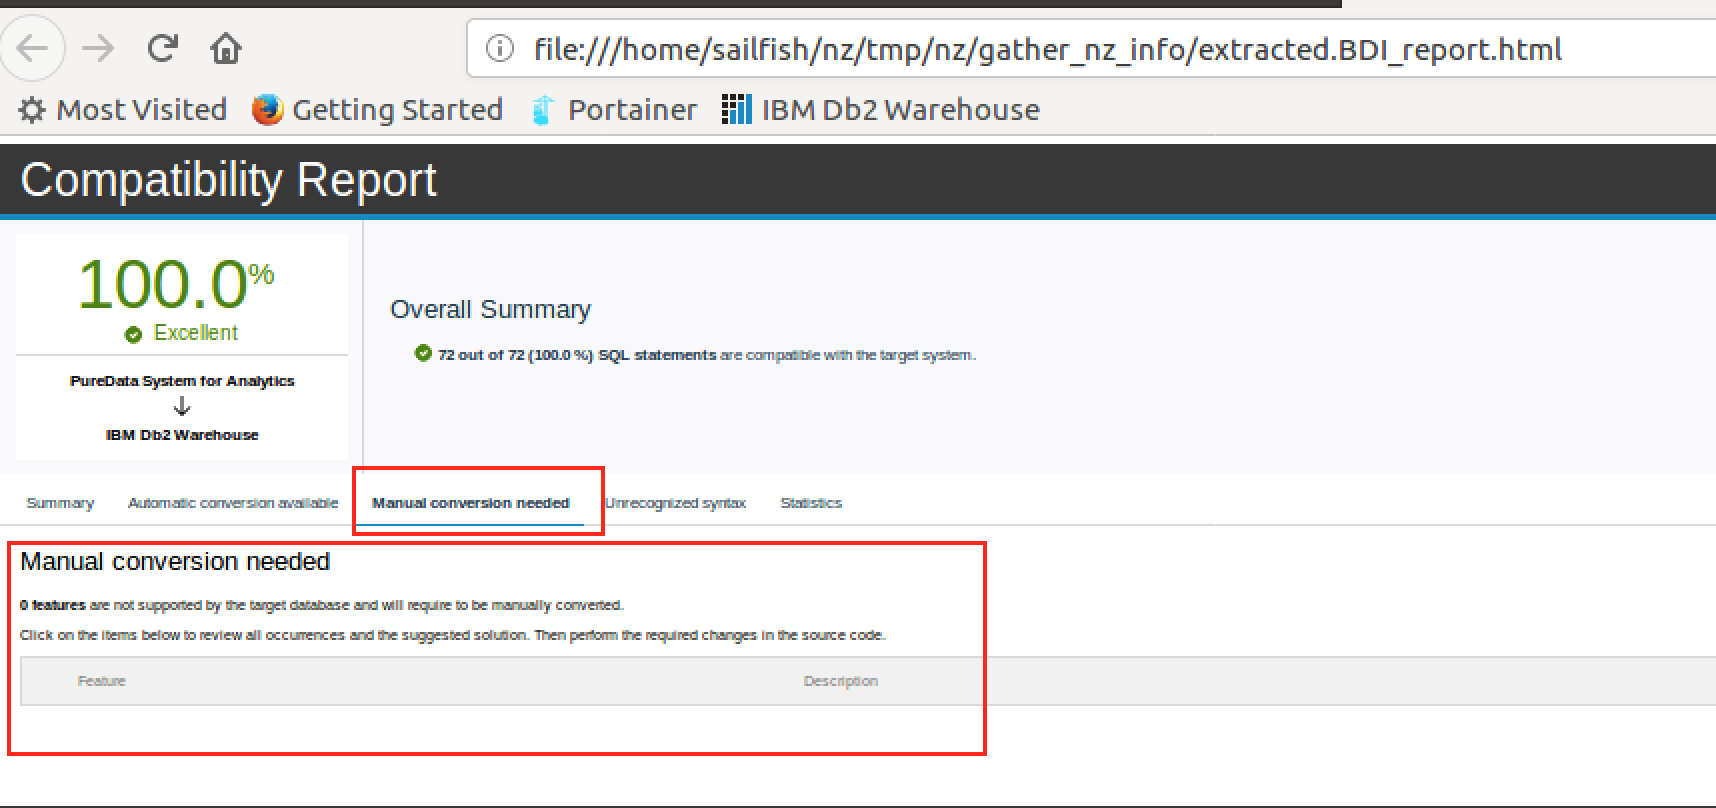 file:///home/sailfish/nz/tmp/nz/gather_nz_info/extracted.BDI_report.html
Most Visited Getting Started Portainer IBM Db2 Warehouse
Compatibility Report
100.0%
Excellent
PureData System for Analytics
IBM Db2 Warehouse
Overall Summary
72 out of 72 (100.0 %) SQL statements are compatible with the target system.
Summary Automatic conversion available Manual conversion needed Unrecognized syntax Statistics
Manual conversion needed
0 features are not supported by the target database and will require to be manually converted.
Click on the items below to review all occurrences and the suggested solution. Then perform the required changes in the source code.
Feature Description